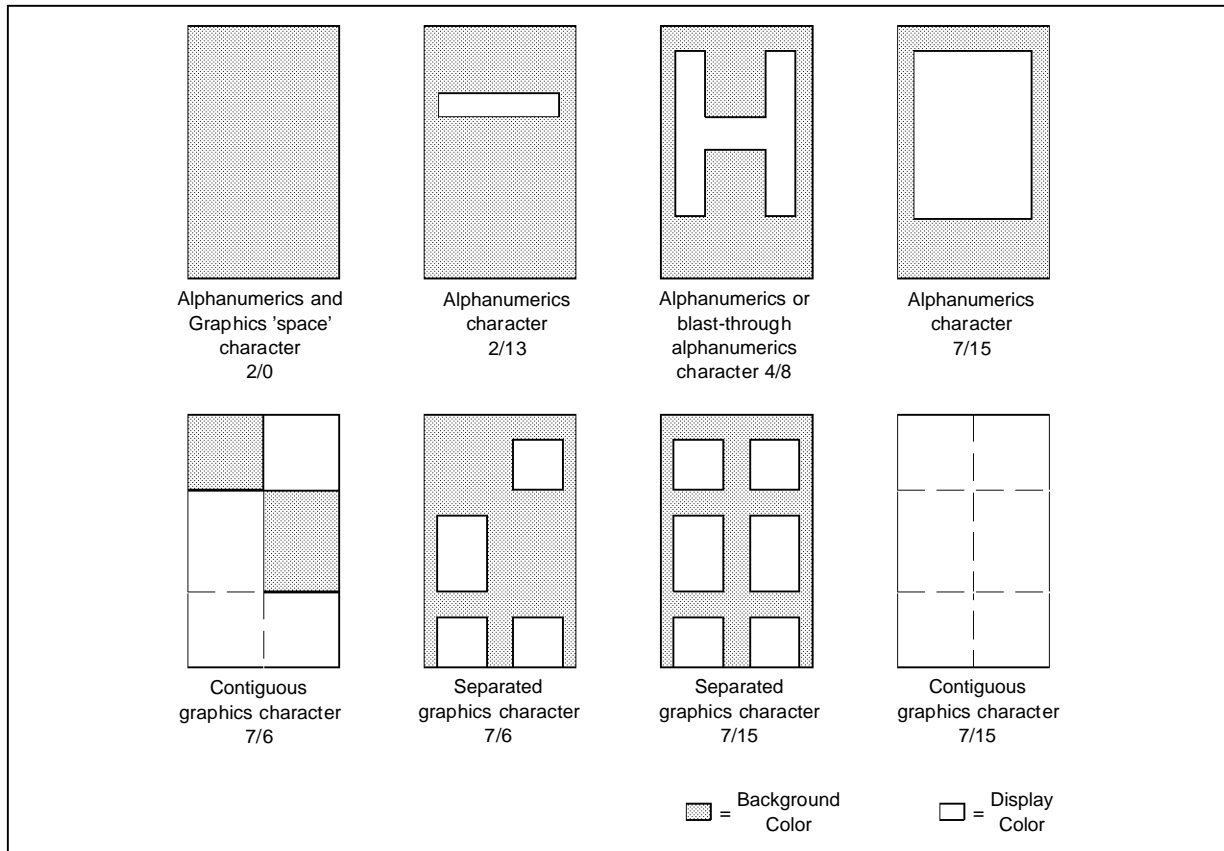 Alphanumerics and
Graphics 'space'
character
2/0
Alphanumerics
character
2/13
Alphanumerics or
blast-through
alphanumerics
character 4/8
Alphanumerics
character
7/15
Contiguous
graphics character
7/6
Separated
graphics character
7/6
Separated
graphics character
7/15
Contiguous
graphics character
7/15
= Background
Color
= Display
Color